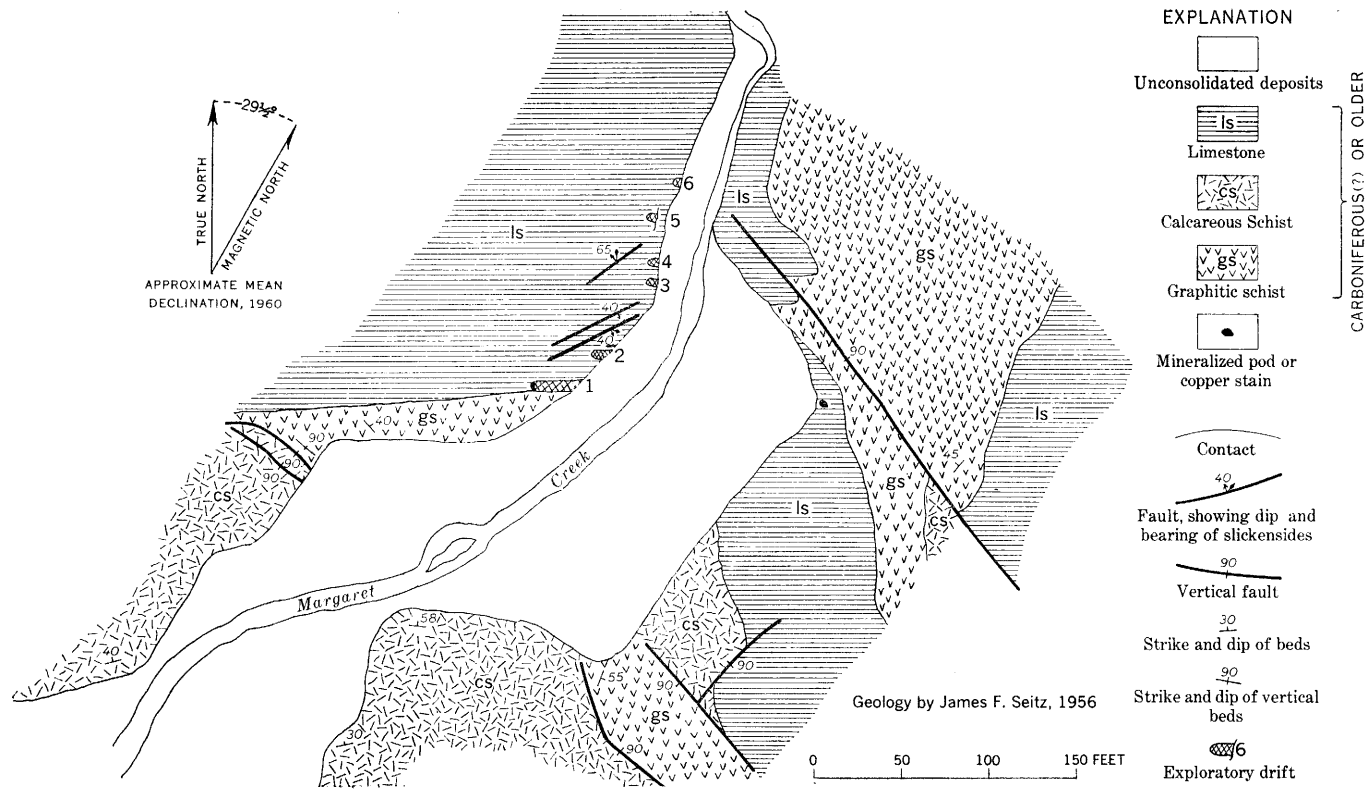 EXPLANATION
Unconsolidated deposits
ls
Limestone
cs
Calcareous Schist
gs
Graphitic schist
Mineralized pod or
copper stain
CARBONIFEROUS(?) OR OLDER
Contact
40
Fault, showing dip and
bearing of slickensides
90
Vertical fault
30
Strike and dip of beds
90
Strike and dip of vertical
beds
6
Exploratory drift
29½°
TRUE NORTH
MAGNETIC NORTH
APPROXIMATE MEAN
DECLINATION, 1960
6
ls
5
ls
65
4
3
gs
40
40
2
90
1
ls
40
gs
90
90
90
45
cs
gs
Creek
ls
cs
Margaret
58
cs
40
90
55
cs
90
gs
30
90
Geology by James F. Seitz, 1956
0 50 100 150 FEET